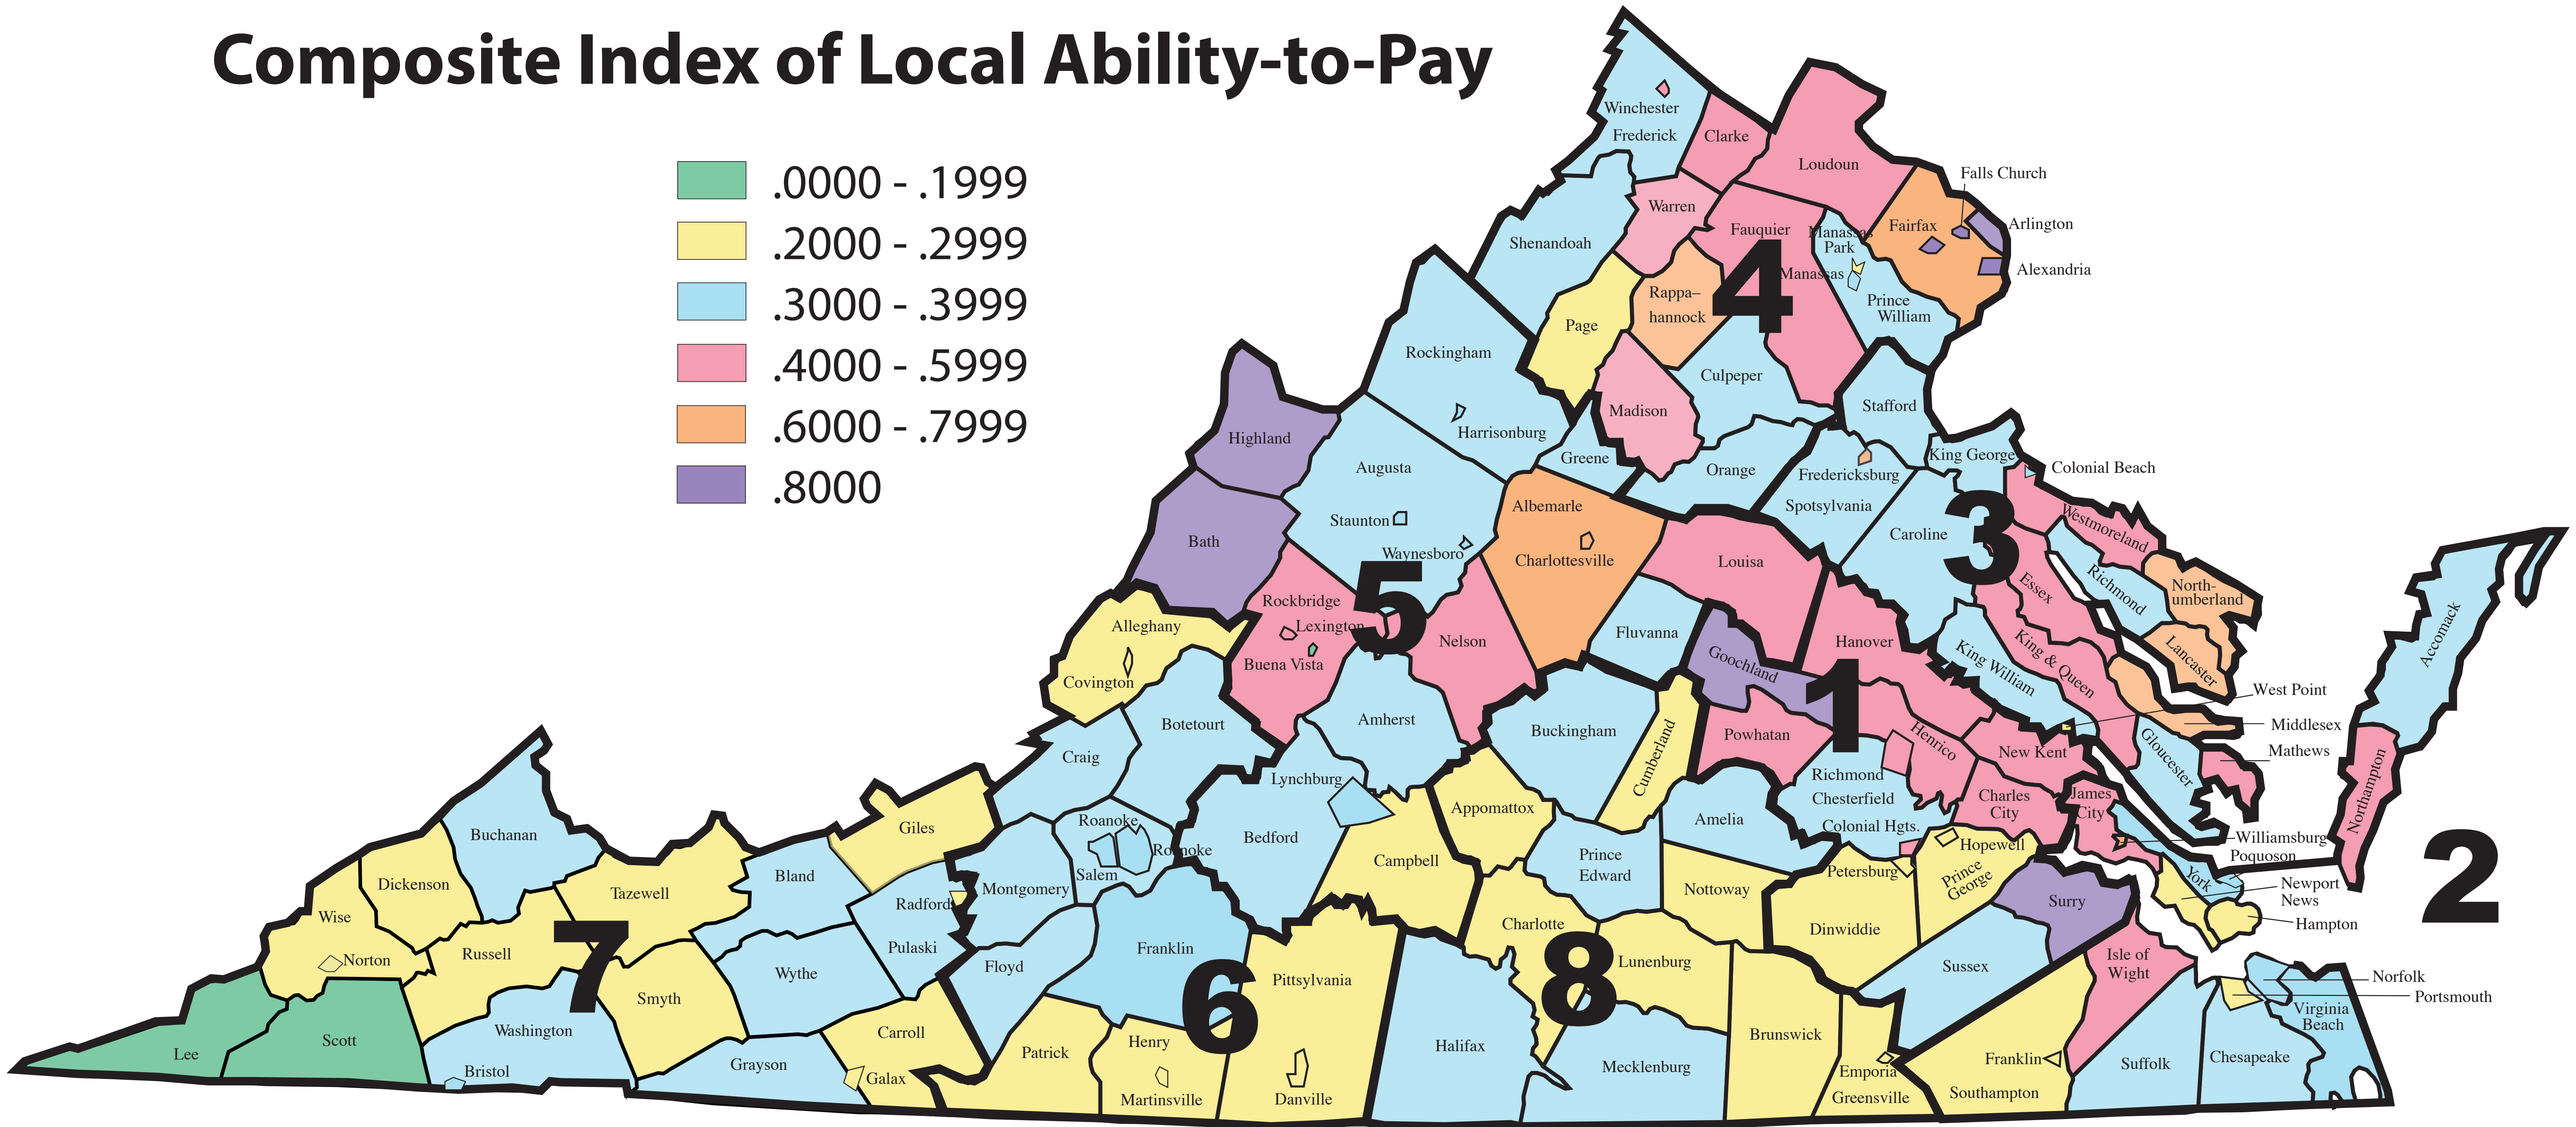 Composite Index of Local Ability-to-Pay
.0000 - .1999
.2000 - .2999
.3000 - .3999
.4000 - .5999
.6000 - .7999
.8000
Winchester
Frederick
Clarke
Loudoun
Falls Church
Warren
Fauquier
Manassas
Park
Fairfax
Arlington
Shenandoah
Manassas
Alexandria
4
Rappa–
hannock
Prince
William
Page
Rockingham
Culpeper
Stafford
Madison
Harrisonburg
Highland
Greene
Orange
Fredericksburg
King George
Colonial Beach
Augusta
Spotsylvania
Albemarle
Staunton
Caroline
3
Westmoreland
Bath
Waynesboro
Charlottesville
Louisa
Essex
Richmond
North-
umberland
5
Rockbridge
Lexington
Buena Vista
Nelson
Fluvanna
Hanover
Goochland
King William
King & Queen
Lancaster
Accomack
Alleghany
Covington
1
West Point
Middlesex
Mathews
Botetourt
Amherst
Buckingham
Cumberland
Powhatan
Henrico
New Kent
Gloucester
Northampton
Craig
Lynchburg
Richmond
Chesterfield
Colonial Hgts.
Charles
City
James
City
Williamsburg
Poquoson
2
Buchanan
Giles
Roanoke
Roanoke
Salem
Bedford
Appomattox
Amelia
Hopewell
Prince
George
York
Newport
News
Hampton
Dickenson
Tazewell
Bland
Radford
Montgomery
Campbell
Prince
Edward
Nottoway
Petersburg
Surry
Wise
Norton
Russell
7
Wythe
Pulaski
Floyd
Franklin
6
Pittsylvania
Charlotte
8
Lunenburg
Dinwiddie
Sussex
Isle of
Wight
Norfolk
Portsmouth
Virginia
Beach
Smyth
Washington
Carroll
Patrick
Henry
Halifax
Brunswick
Lee
Scott
Bristol
Grayson
Galax
Martinsville
Danville
Mecklenburg
Emporia
Greensville
Franklin
Southampton
Suffolk
Chesapeake